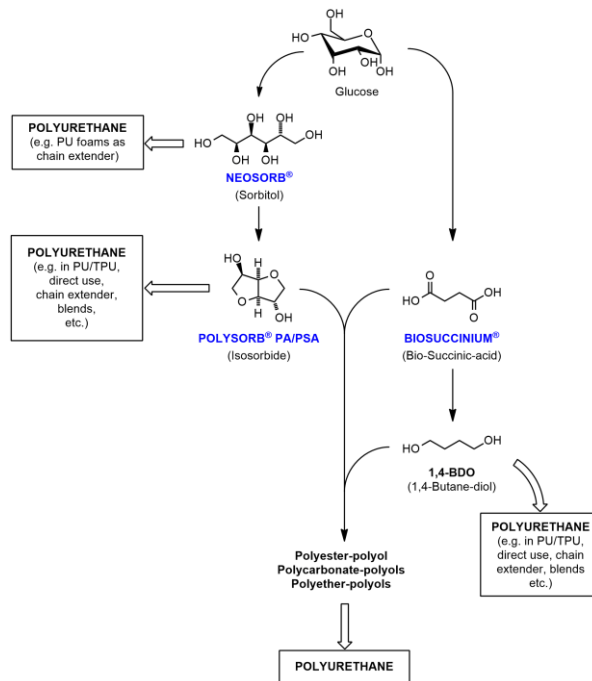 HO
O
HO
OH
OH
OH
Glucose
POLYURETHANE
(e.g. PU foams as
chain extender)
OH
OH
HO
OH
OH
OH
NEOSORB®
(Sorbitol)
POLYURETHANE
(e.g. in PU/TPU,
direct use,
chain extender,
blends,
etc.)
HO
H
O
O
H
OH
POLYSORB® PA/PSA
(Isosorbide)
O
HO
OH
O
BIOSUCCINIUM®
(Bio-Succinic-acid)
HO
OH
1,4-BDO
(1,4-Butane-diol)
POLYURETHANE
(e.g. in PU/TPU,
direct use, chain
extender, blends
etc.)
Polyester-polyol
Polycarbonate-polyols
Polyether-polyols
POLYURETHANE